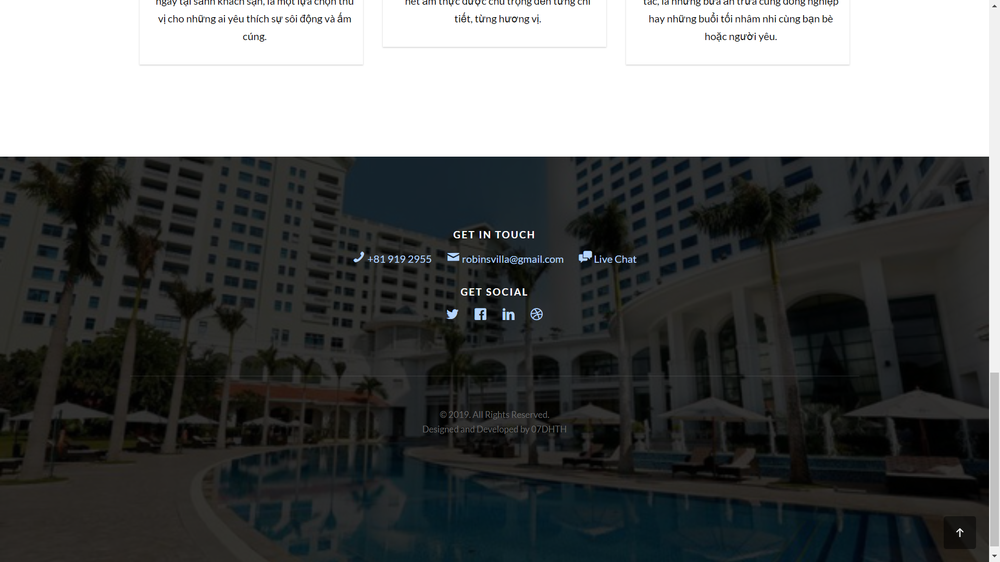 ngay tại sảnh khách sạn, là một lựa chọn thú
vị cho những ai yêu thích sự sôi động và ấm
cúng.
nét ẩm thực được chú trọng đến từng chi
tiết, từng hương vị.
tác, là những bữa ăn trưa cùng đồng nghiệp
hay những buổi tối nhâm nhi cùng bạn bè
hoặc người yêu.
GET IN TOUCH
+81 919 2955 robinsvilla@gmail.com Live Chat
GET SOCIAL
© 2019. All Rights Reserved.
Designed and Developed by 07DHTH